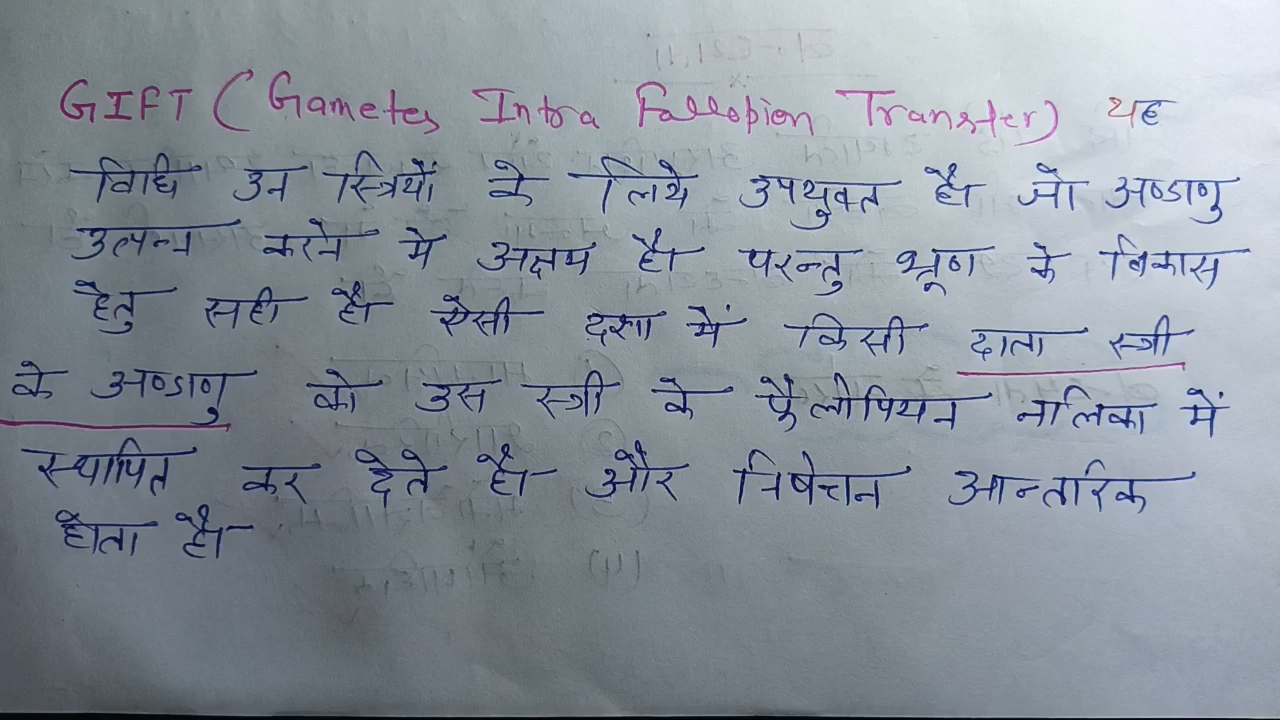 GIFT ( Gametes Intra Fallopion Transfer) यह
विधि उन स्त्रियों के लिये उपयुक्त है। जो अण्डाणु
उत्पन्न करने मे अक्षम है। परन्तु भ्रूण के विकास
हेतु सही है। ऐसी दशा में किसी दाता स्त्री
के अण्डाणु को उस स्त्री के फैलोपियन नालिका में
स्थापित कर देते है। और निषेचन आन्तरिक
होता है।